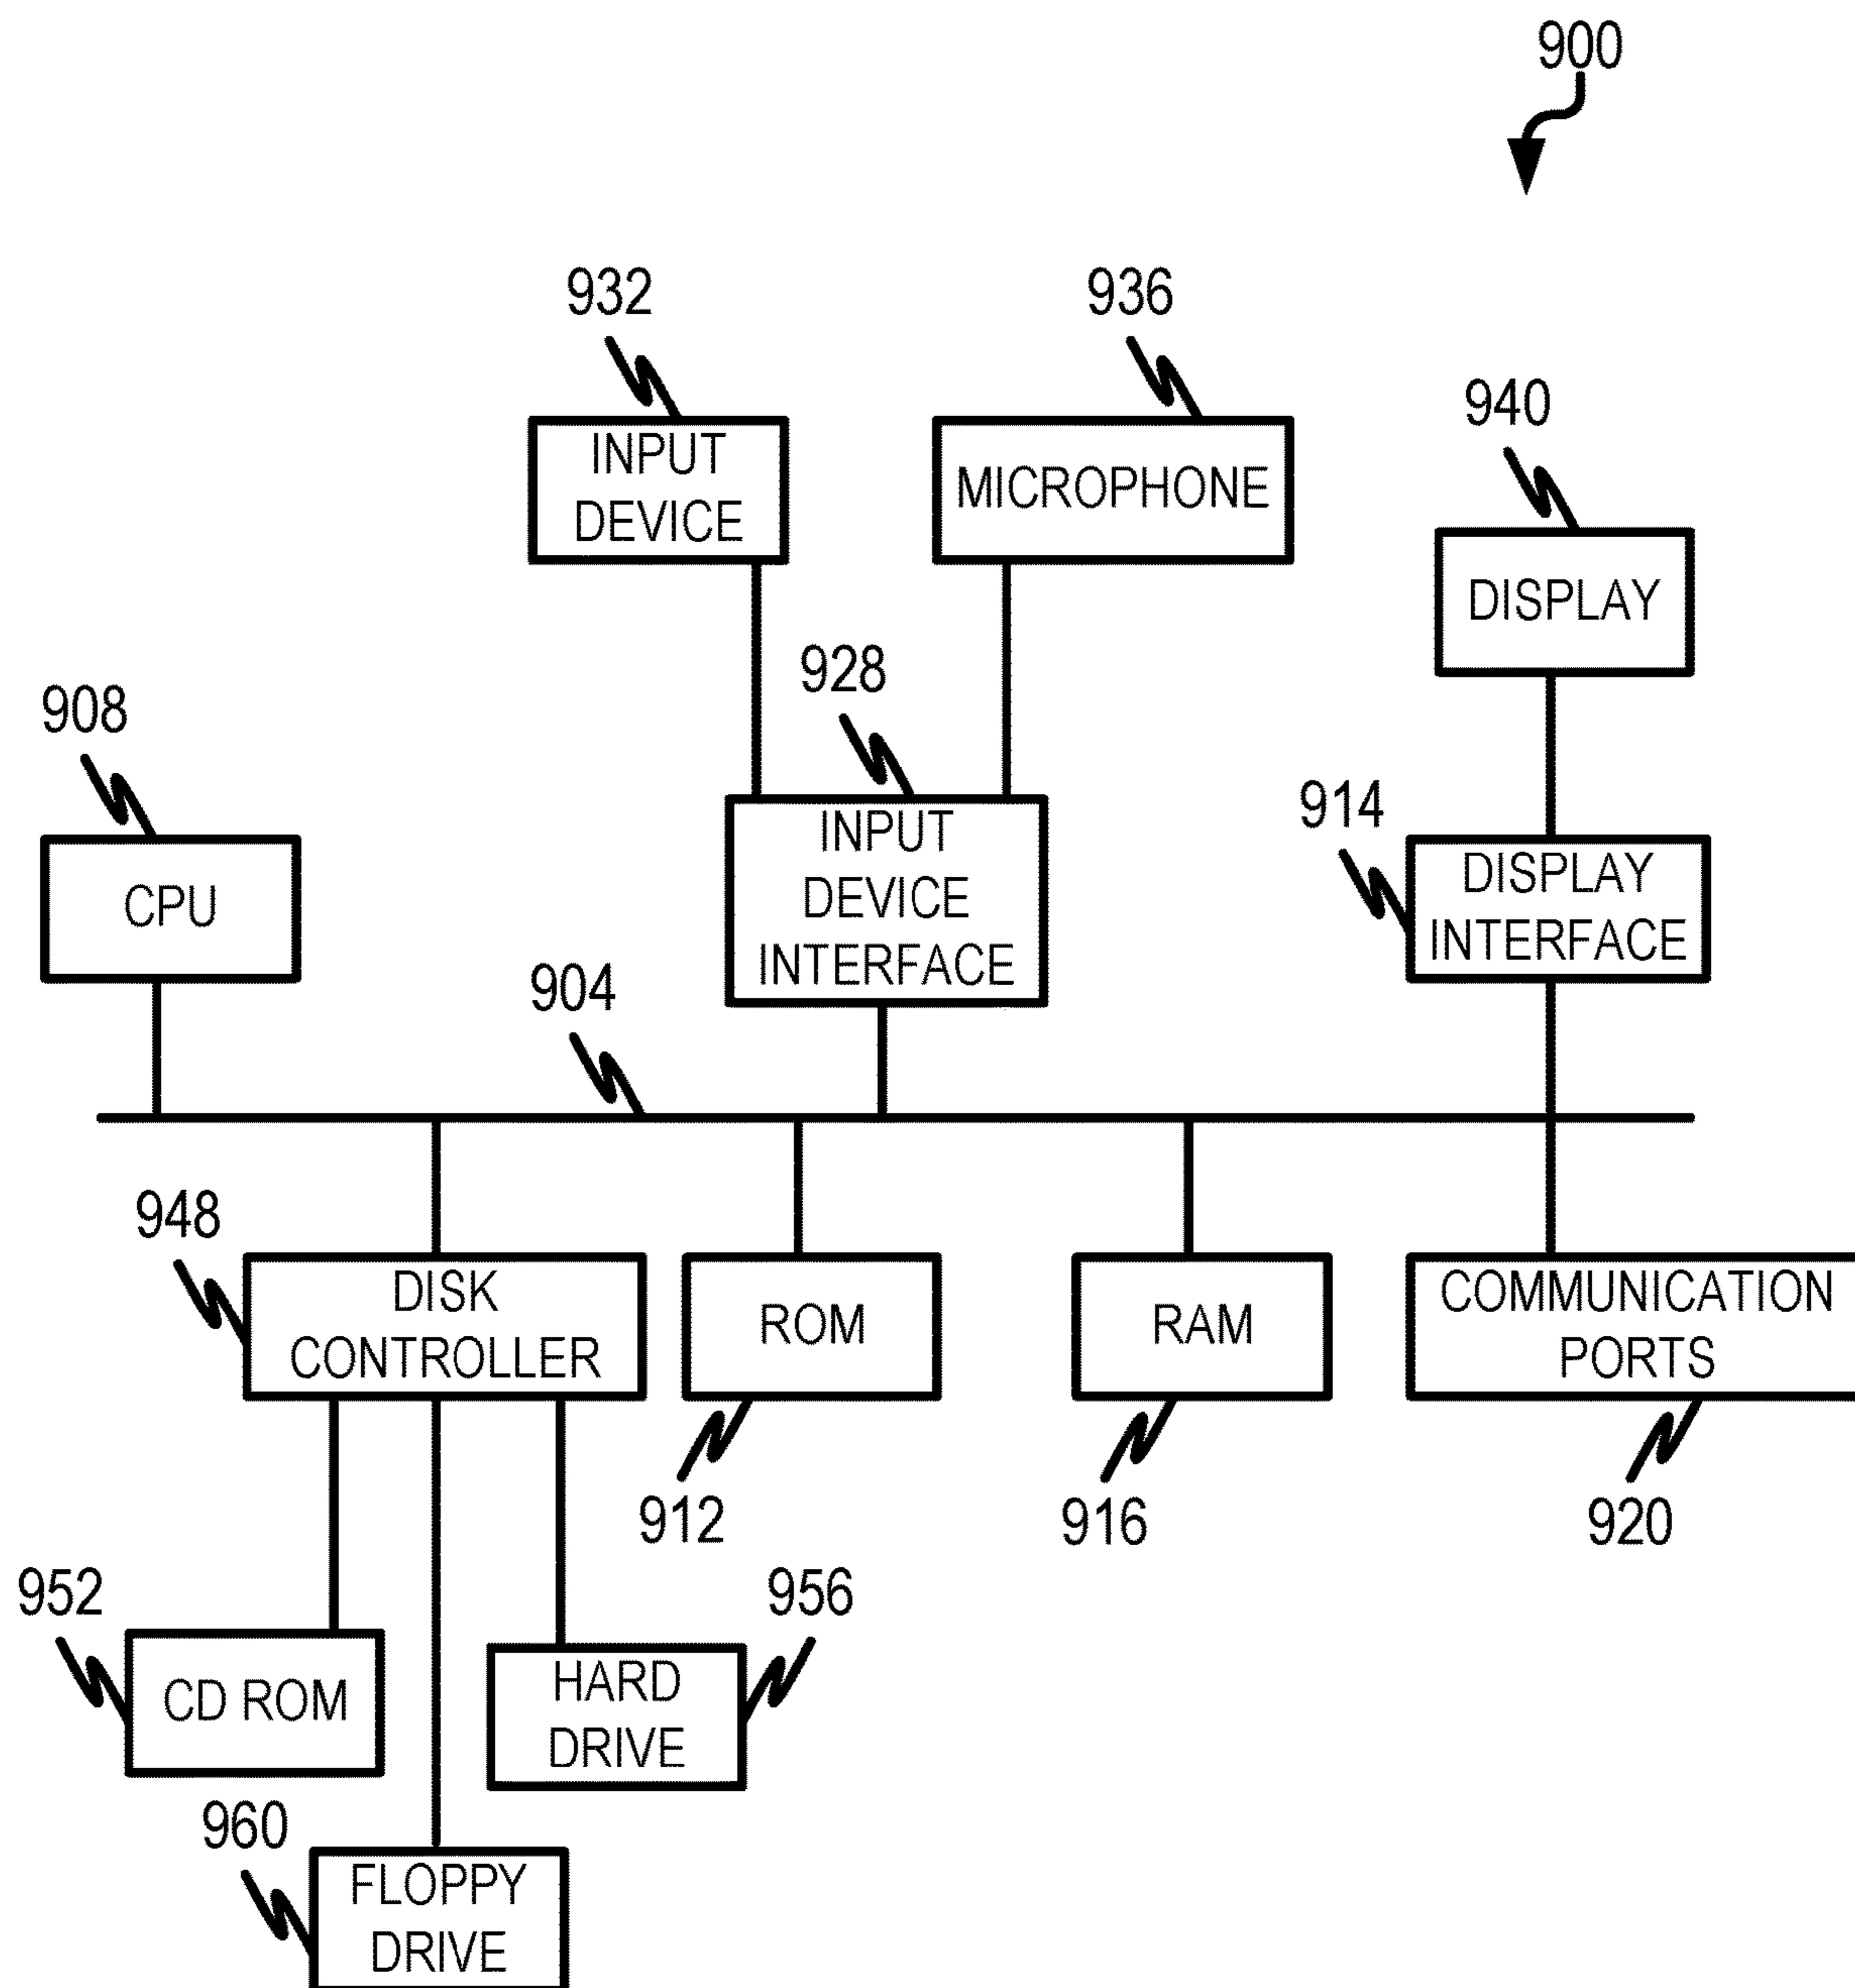 900
932
936
940
INPUT
DEVICE
MICROPHONE
DISPLAY
928
908
914
INPUT
DEVICE
INTERFACE
CPU
DISPLAY
INTERFACE
904
948
DISK
CONTROLLER
ROM
RAM
COMMUNICATION
PORTS
912
916
920
952
956
CD ROM
HARD
DRIVE
960
FLOPPY
DRIVE